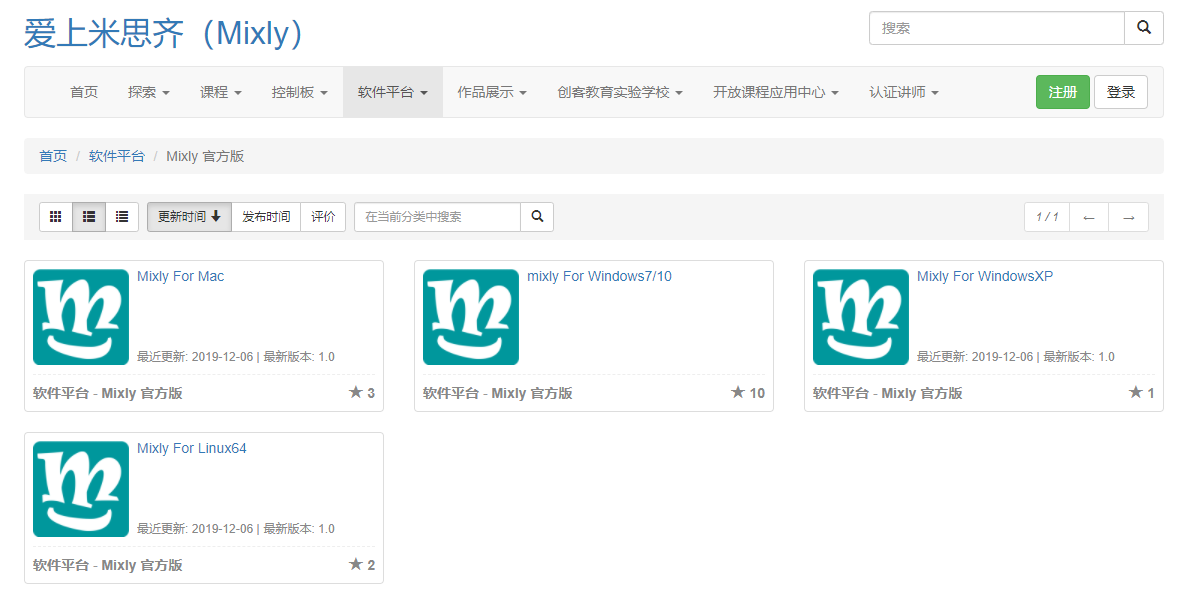 爱上米思齐（Mixly）
搜索
首页 探索 课程 控制板 软件平台 作品展示 创客教育实验学校 开放课程应用中心 认证讲师 注册 登录
首页 / 软件平台 / Mixly 官方版
更新时间 发布时间 评价 在当前分类中搜索 1 / 1 ← →
Mixly For Mac
最近更新: 2019-12-06 | 最新版本: 1.0
软件平台 - Mixly 官方版 ★ 3
mixly For Windows7/10
软件平台 - Mixly 官方版 ★ 10
Mixly For WindowsXP
最近更新: 2019-12-06 | 最新版本: 1.0
软件平台 - Mixly 官方版 ★ 1
Mixly For Linux64
最近更新: 2019-12-06 | 最新版本: 1.0
软件平台 - Mixly 官方版 ★ 2